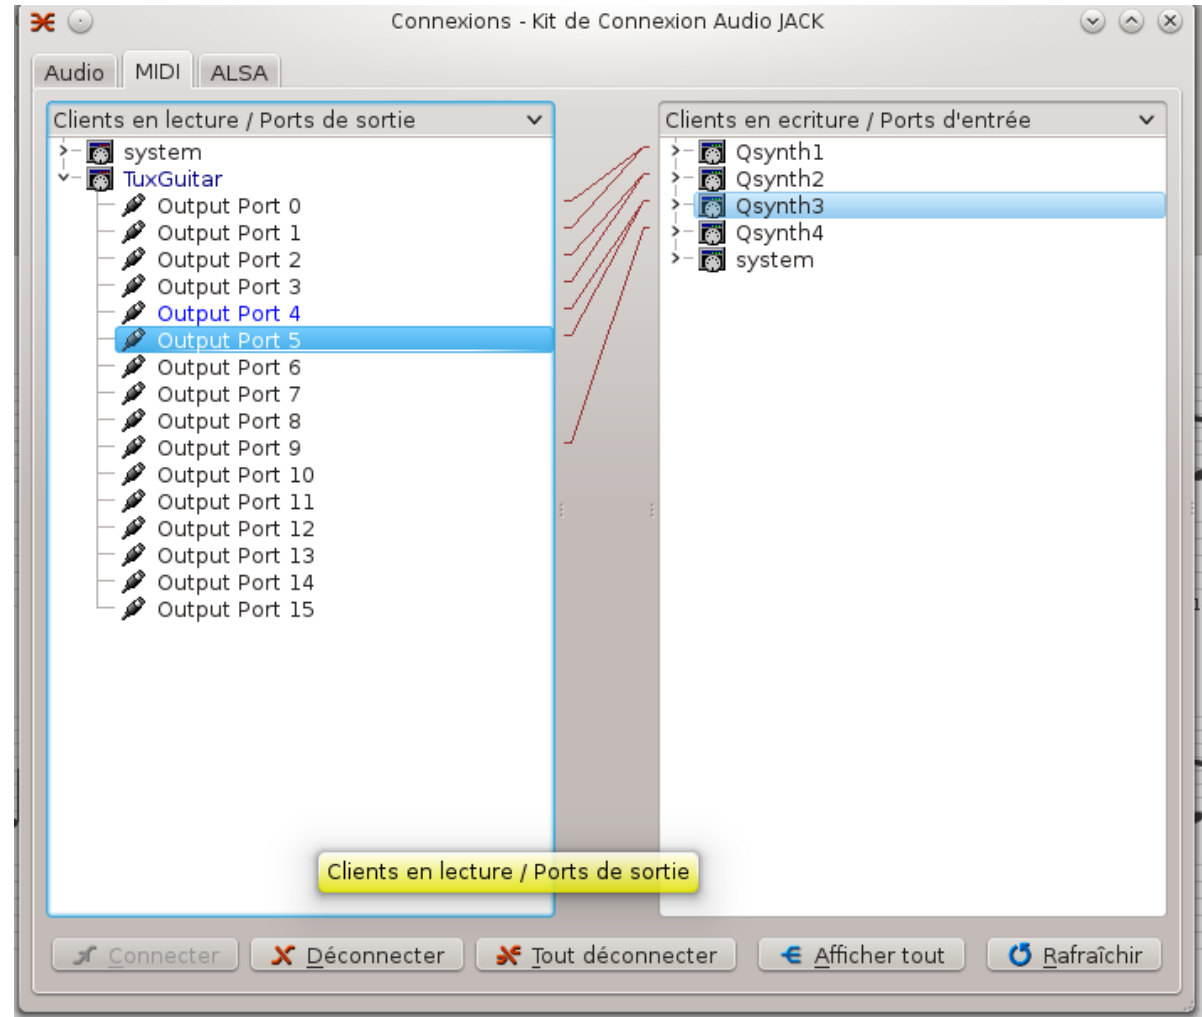 Connexions - Kit de Connexion Audio JACK
Audio MIDI ALSA
Clients en lecture / Ports de sortie
system
TuxGuitar
Output Port 0
Output Port 1
Output Port 2
Output Port 3
Output Port 4
Output Port 5
Output Port 6
Output Port 7
Output Port 8
Output Port 9
Output Port 10
Output Port 11
Output Port 12
Output Port 13
Output Port 14
Output Port 15
Clients en ecriture / Ports d'entrée
Qsynth1
Qsynth2
Qsynth3
Qsynth4
system
Clients en lecture / Ports de sortie
Connecter Déconnecter Tout déconnecter Afficher tout Rafraîchir